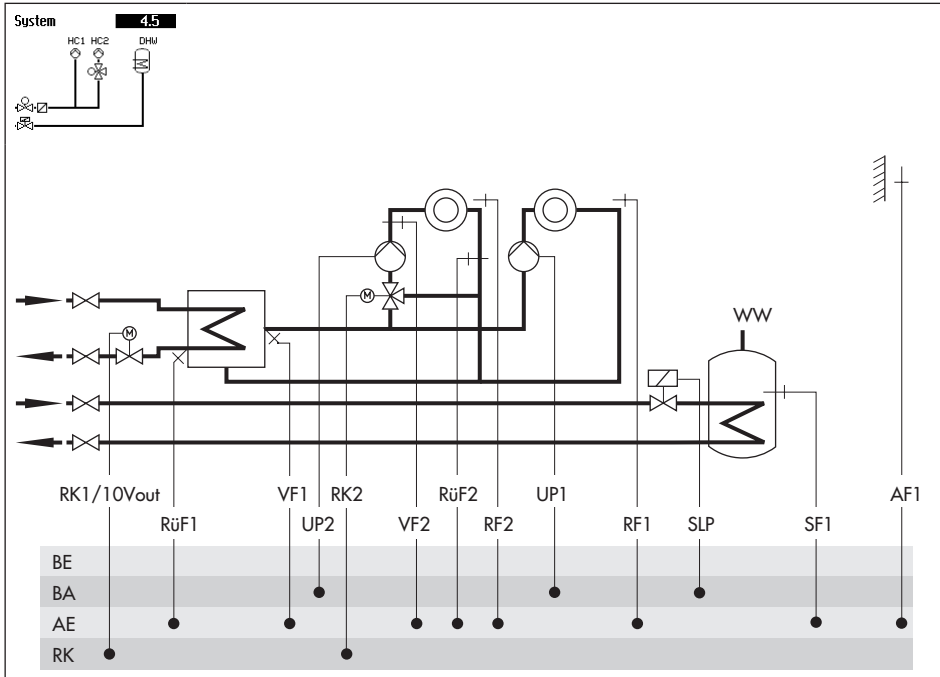 System 4.5
HC1 HC2 DHW
M
M
WW
RK1/10Vout VF1 RK2 RüF2 UP1 AF1
RüF1 UP2 VF2 RF2 RF1 SLP SF1
BE
BA
AE
RK